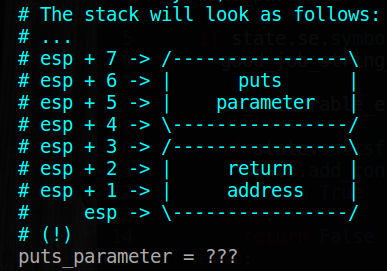 # The stack will look as follows:
# ...
# esp + 7 -> /----------------\
# esp + 6 -> |      puts      |
# esp + 5 -> |    parameter   |
# esp + 4 -> \----------------/
# esp + 3 -> /----------------\
# esp + 2 -> |     return     |
# esp + 1 -> |     address    |
#     esp -> \----------------/
# (!)
puts_parameter = ???